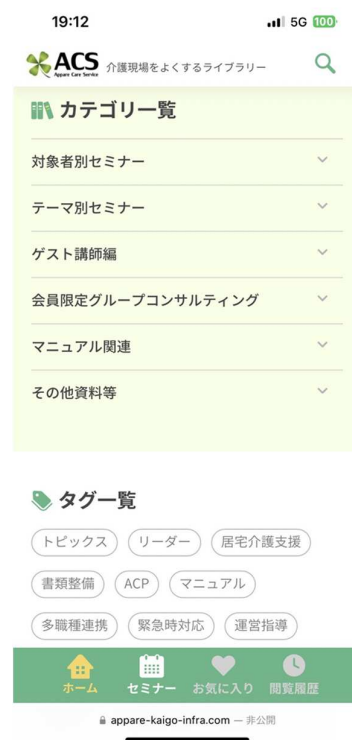 19:12
5G 100
ACS
Appare Care Service
介護現場をよくするライブラリー
カテゴリ一覧
対象者別セミナー
テーマ別セミナー
ゲスト講師編
会員限定グループコンサルティング
マニュアル関連
その他資料等
タグ一覧
トピックス リーダー 居宅介護支援
書類整備 ACP マニュアル
多職種連携 緊急時対応 運営指導
ホーム セミナー お気に入り 閲覧履歴
appare-kaigo-infra.com — 非公開